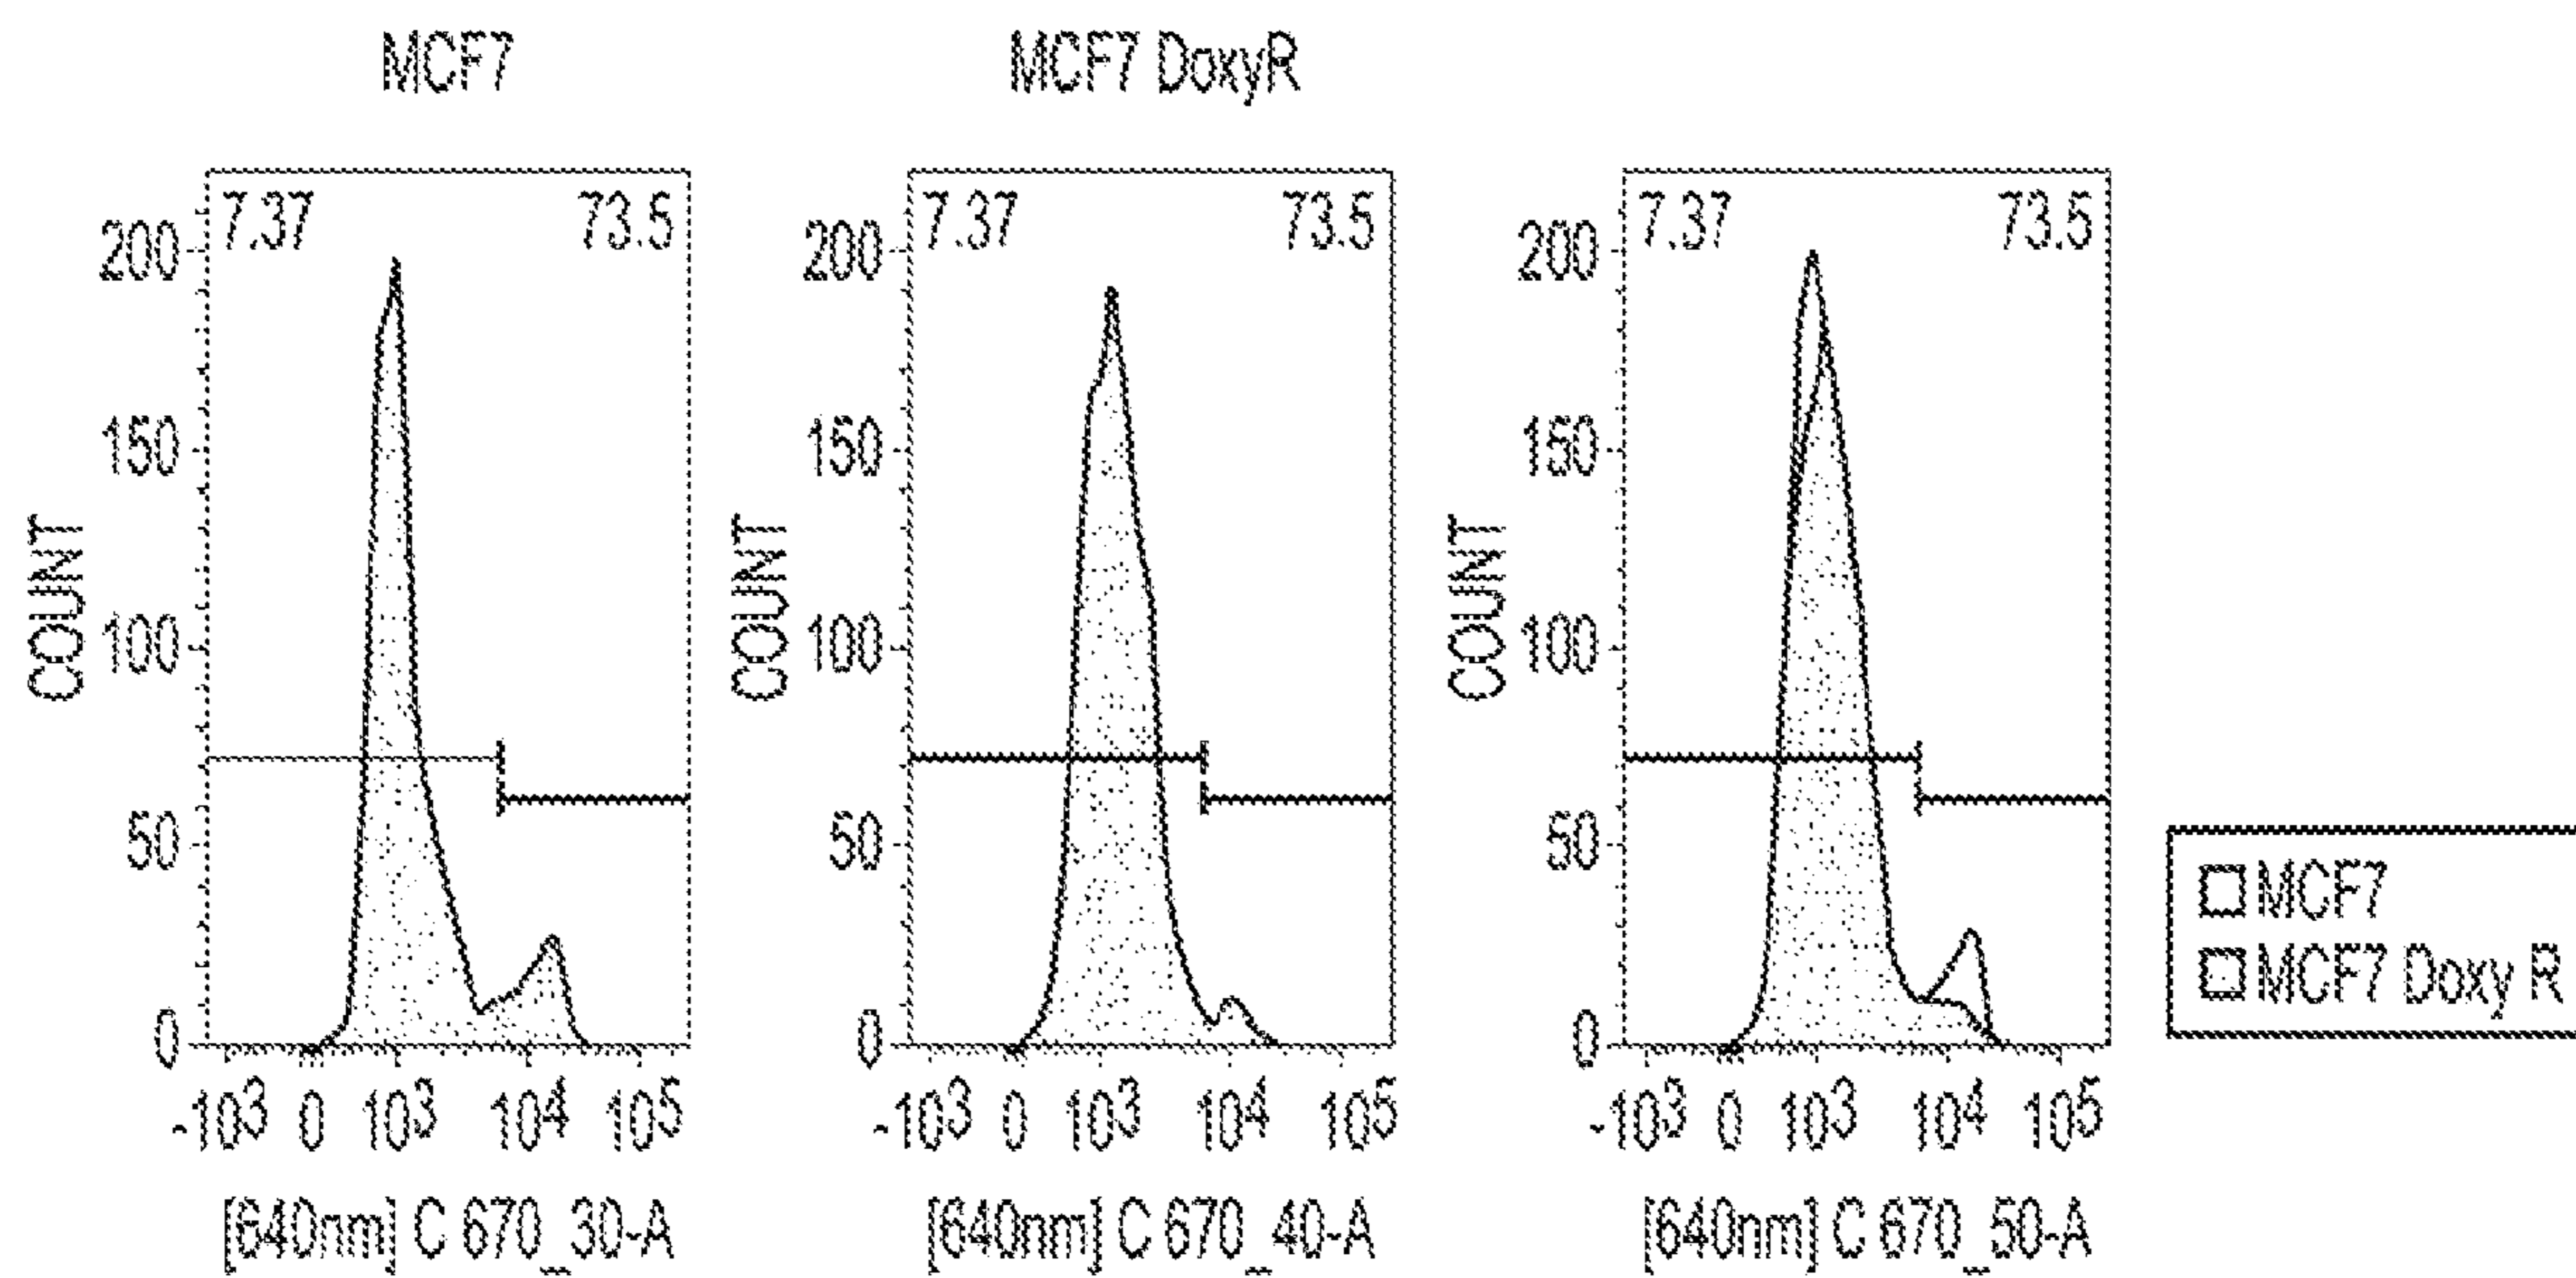 MCF7
MCF7 DoxyR
7.37 73.5
200
150
100
50
0
COUNT
-10³ 0 10³ 10⁴ 10⁵
[640nm] C 670_30-A
7.37 73.5
200
150
100
50
0
COUNT
-10³ 0 10³ 10⁴ 10⁵
[640nm] C 670_40-A
7.37 73.5
200
150
100
50
0
COUNT
-10³ 0 10³ 10⁴ 10⁵
[640nm] C 670_50-A
MCF7
MCF7 Doxy R